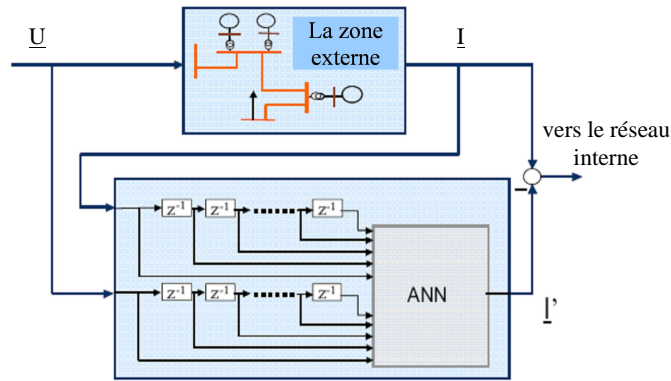 U
La zone
externe
I
vers le réseau
interne
–
Z⁻¹ Z⁻¹ Z⁻¹
ANN
Z⁻¹ Z⁻¹ Z⁻¹
I’